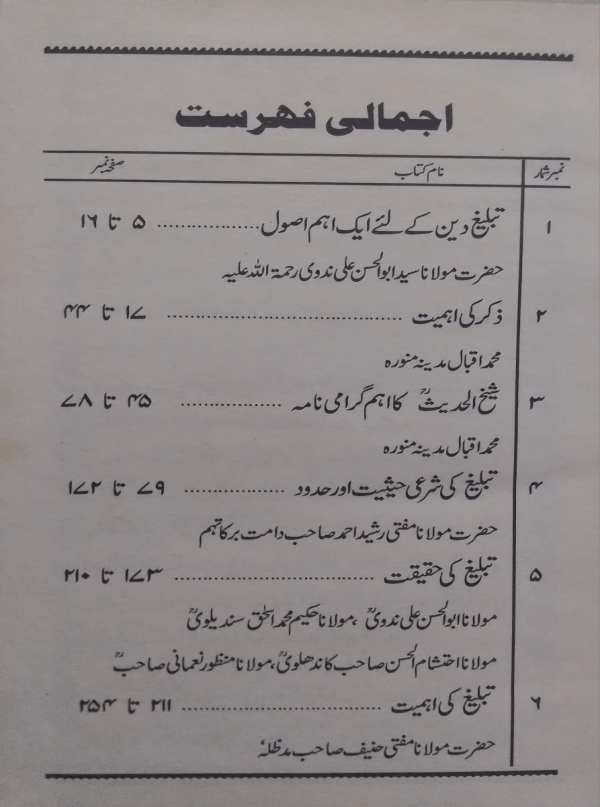 اجمالی فہرست
نمبر شمار نام کتاب صفحہ نمبر
۱ تبلیغ دین کے لئے ایک اہم اصول .................. ۵ تا ۱۶
حضرت مولانا سید ابوالحسن علی ندوی رحمۃ اللہ علیہ
۲ ذکر کی اہمیت .......................................... ۱۷ تا ۴۴
محمد اقبال مدینہ منورہ
۳ شیخ الحدیثؒ کا اہم گرامی نامہ .................. ۴۵ تا ۷۸
محمد اقبال مدینہ منورہ
۴ تبلیغ کی شرعی حیثیت اور حدود .................. ۷۹ تا ۱۷۲
حضرت مولانا مفتی رشید احمد صاحب دامت برکاتہم
۵ تبلیغ کی حقیقت .................................... ۱۷۳ تا ۲۱۰
مولانا ابوالحسن علی ندویؒ ، مولانا حکیم محمد اسحٰق سندیلویؒ
مولانا احتشام الحسن صاحب کاندھلویؒ، مولانا منظور نعمانی صاحبؒ
۶ تبلیغ کی اہمیت .................................... ۲۱۱ تا ۲۵۴
حضرت مولانا مفتی حنیف صاحب مدظلہٗ